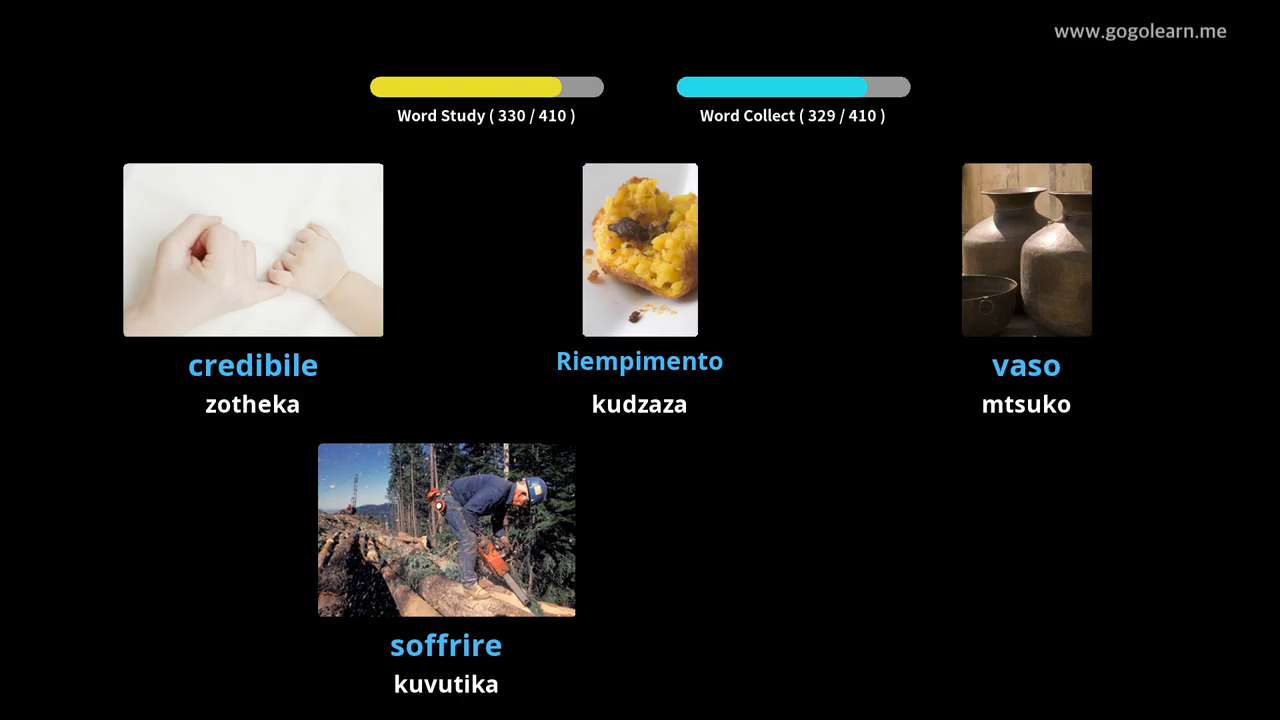 www.gogolearn.me
Word Study ( 330 / 410 )
Word Collect ( 329 / 410 )
credibile
zotheka
Riempimento
kudzaza
vaso
mtsuko
soffrire
kuvutika